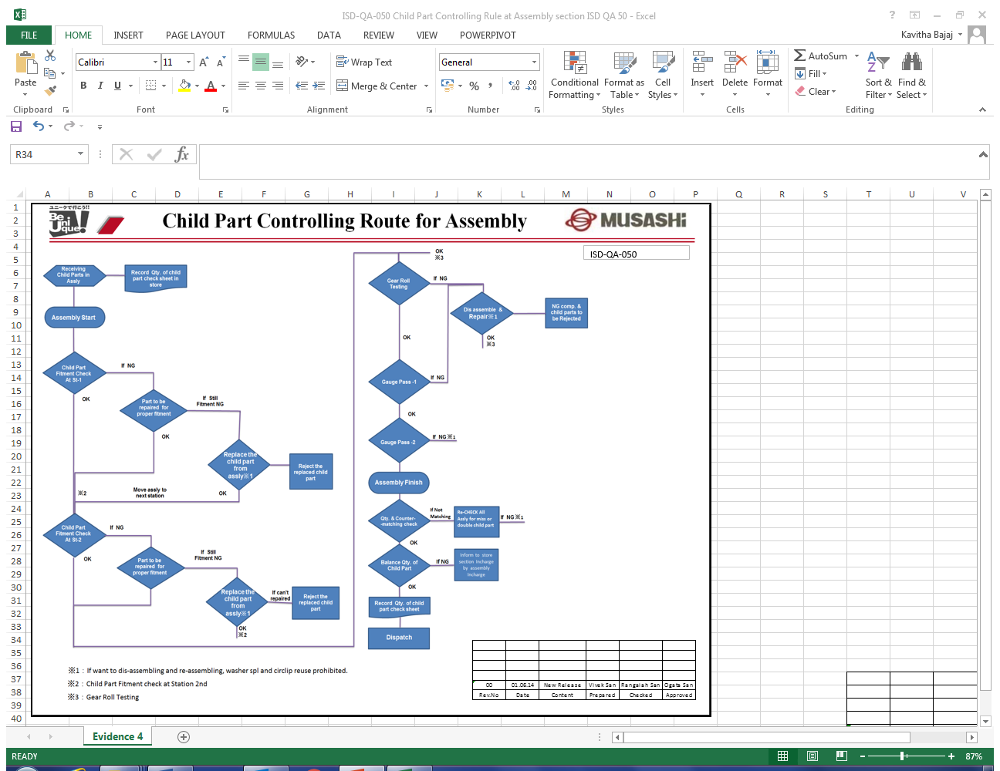 ISD-QA-050 Child Part Controlling Rule at Assembly section ISD QA 50 - Excel
FILE HOME INSERT PAGE LAYOUT FORMULAS DATA REVIEW VIEW POWERPIVOT
Kavitha Bajaj
Paste
Calibri 11
B I U
Wrap Text
Merge & Center
General
Conditional Formatting
Format as Table
Cell Styles
Insert Delete Format
AutoSum
Fill
Clear
Sort & Filter
Find & Select
Clipboard Font Alignment Number Styles Cells Editing
R34
fx
A B C D E F G H I J K L M N O P Q R S T U V
1
2
3
4
5
6
7
8
9
10
11
12
13
14
15
16
17
18
19
20
21
22
23
24
25
26
27
28
29
30
31
32
33
34
35
36
37
38
39
40
ユニークで行こう!!
Be Unique!
Child Part Controlling Route for Assembly
MUSASHi
ISD-QA-050
Receiving
Child Parts in
Assly
Record Qty. of child
part check sheet in
store
Assembly Start
Child Part
Fitment Check
At St-1
If NG
OK
Part to be
repaired for
proper fitment
If Still
Fitment NG
OK
Replace the
child part
from
assly※1
Reject the
replaced child
part
OK
※2
Move assly to
next station
Child Part
Fitment Check
At St-2
If NG
OK
Part to be
repaired for
proper fitment
If Still
Fitment NG
Replace the
child part
from
assly※1
If can't
repaired
Reject the
replaced child
part
OK
※2
OK
※3
Gear Roll
Testing
If NG
Dis assemble &
Repair※1
NG comp. &
child parts to
be Rejected
OK
※3
OK
Gauge Pass -1
If NG
OK
Gauge Pass -2
If NG※1
Assembly Finish
Qty. & Counter-
-matching check
If Not
Matching
Re-CHECK All
Assly for miss or
double child part
If NG※1
OK
Balance Qty. of
Child Part
If NG
Inform to store
section Incharge
by assembly
Incharge
OK
Record Qty. of child
part check sheet
Dispatch
※1 : If want to dis-assembling and re-assembling, washer spl and circlip reuse prohibited.
※2 : Child Part Fitment check at Station 2nd
※3 : Gear Roll Testing
00 01.06.14 New Release Vivek San Rangaiah San Ogata San
Rev.No Date Content Prepared Checked Approved
Evidence 4
READY
87%